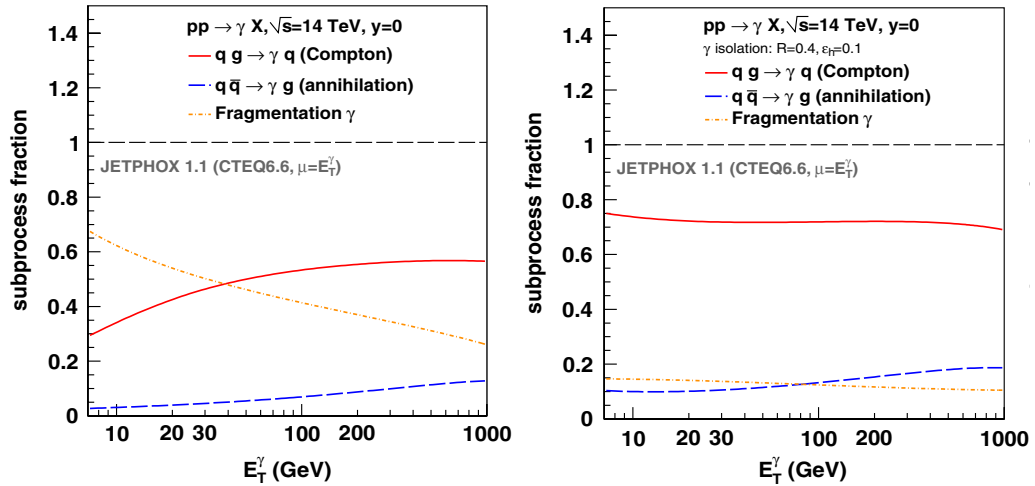 pp → γ X, √s=14 TeV, y=0
q g → γ q (Compton)
q q̅ → γ g (annihilation)
Fragmentation γ
JETPHOX 1.1 (CTEQ6.6, μ=E_T^γ)
subprocess fraction
1.4
1.2
1
0.8
0.6
0.4
0.2
0
10 20 30 100 200 1000
E_T^γ (GeV)
pp → γ X, √s=14 TeV, y=0
γ isolation: R=0.4, ε_h=0.1
q g → γ q (Compton)
q q̅ → γ g (annihilation)
Fragmentation γ
JETPHOX 1.1 (CTEQ6.6, μ=E_T^γ)
subprocess fraction
1.4
1.2
1
0.8
0.6
0.4
0.2
0
10 20 30 100 200 1000
E_T^γ (GeV)